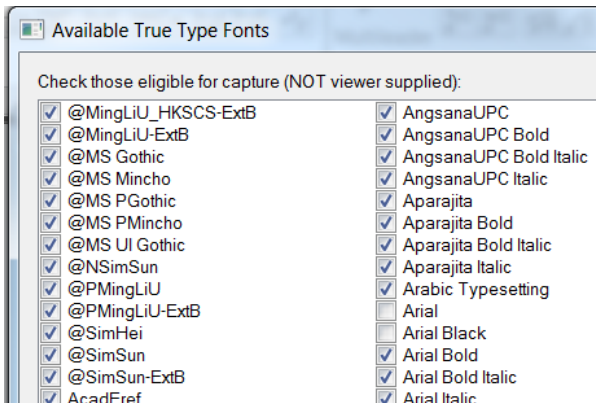 Available True Type Fonts
Check those eligible for capture (NOT viewer supplied):
@MingLiU_HKSCS-ExtB
@MingLiU-ExtB
@MS Gothic
@MS Mincho
@MS PGothic
@MS PMincho
@MS UI Gothic
@NSimSun
@PMingLiU
@PMingLiU-ExtB
@SimHei
@SimSun
@SimSun-ExtB
AcadEref
AngsanaUPC
AngsanaUPC Bold
AngsanaUPC Bold Italic
AngsanaUPC Italic
Aparajita
Aparajita Bold
Aparajita Bold Italic
Aparajita Italic
Arabic Typesetting
Arial
Arial Black
Arial Bold
Arial Bold Italic
Arial Italic